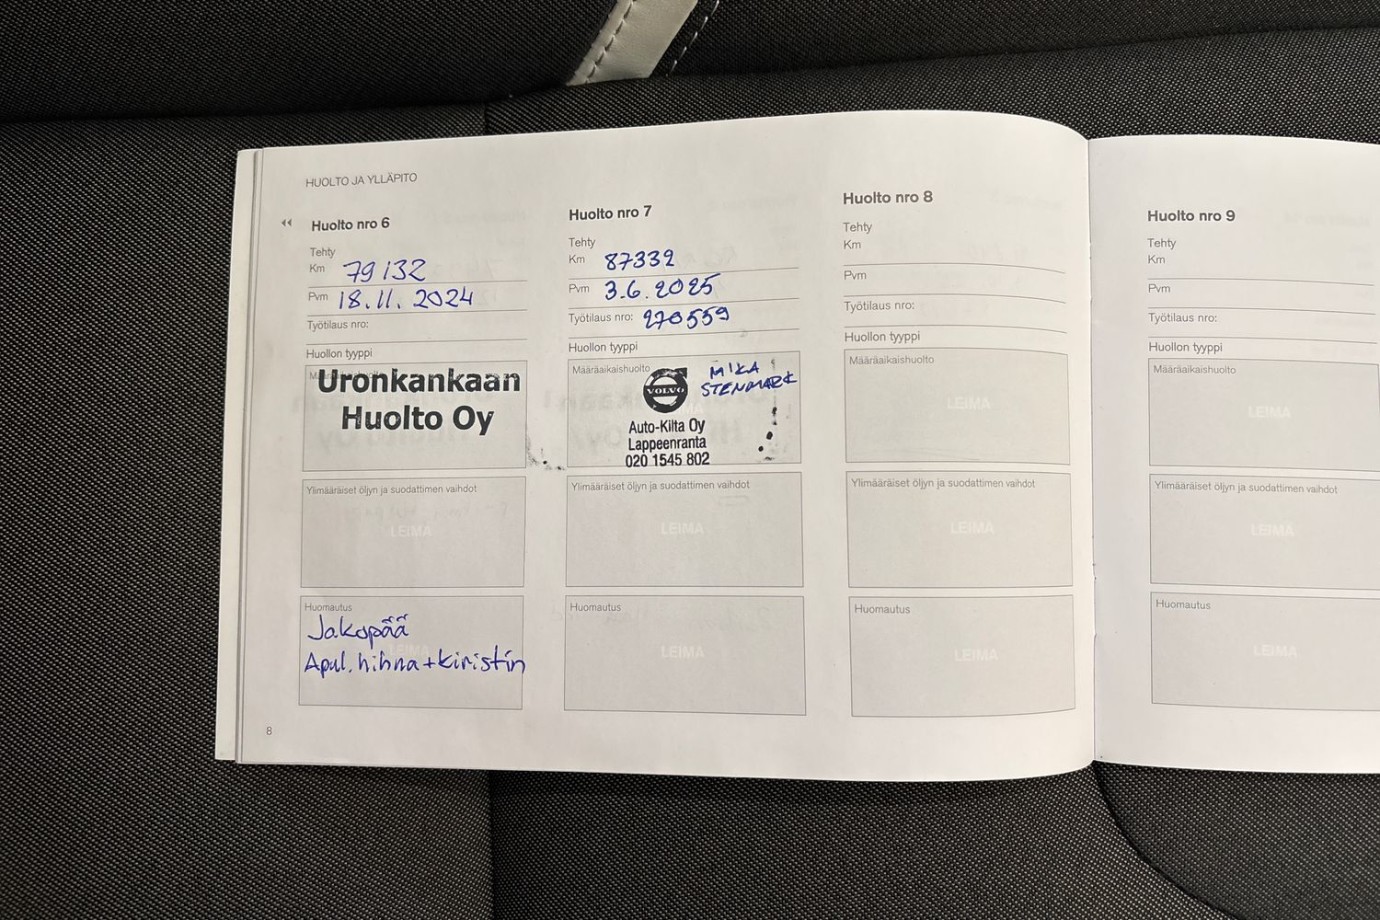 HUOLTO JA YLLÄPITO
Huolto nro 6
Tehty
Km 79132
Pvm 18.11. 2024
Työtilaus nro:
Huollon tyyppi
Uronkankaan
Huolto Oy
Ylimääräiset öljyn ja suodattimen vaihdot
LEIMA
Huomautus
Jakopää
Apul. hihna+kiristin
8
Huolto nro 7
Tehty
Km 87339
Pvm 3.6.2025
Työtilaus nro: 270559
Huollon tyyppi
Määräaikaishuolto
MIKA
STENMARK
VOLVO
Auto-Kilta Oy
Lappeenranta
020 1545 802
Ylimääräiset öljyn ja suodattimen vaihdot
LEIMA
Huomautus
LEIMA
Huolto nro 8
Tehty
Km
Pvm
Työtilaus nro:
Huollon tyyppi
Määräaikaishuolto
LEIMA
Ylimääräiset öljyn ja suodattimen vaihdot
LEIMA
Huomautus
LEIMA
Huolto nro 9
Tehty
Km
Pvm
Työtilaus nro:
Huollon tyyppi
Määräaikaishuolto
LEIMA
Ylimääräiset öljyn ja suodattimen vaihdot
LEIMA
Huomautus
LEIMA